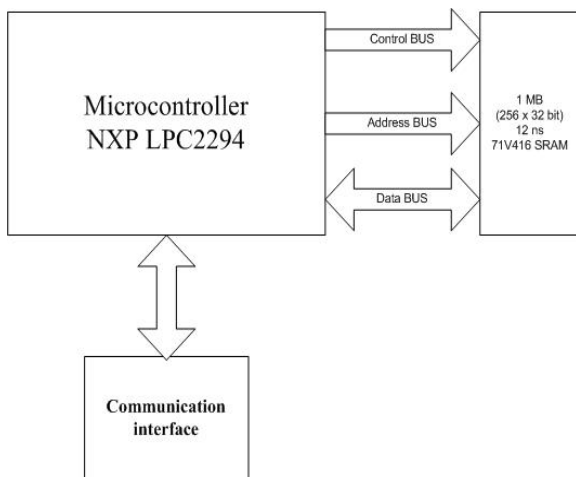 Microcontroller
NXP LPC2294
Control BUS
Address BUS
Data BUS
1 MB
(256 x 32 bit)
12 ns
71V416 SRAM
Communication
interface